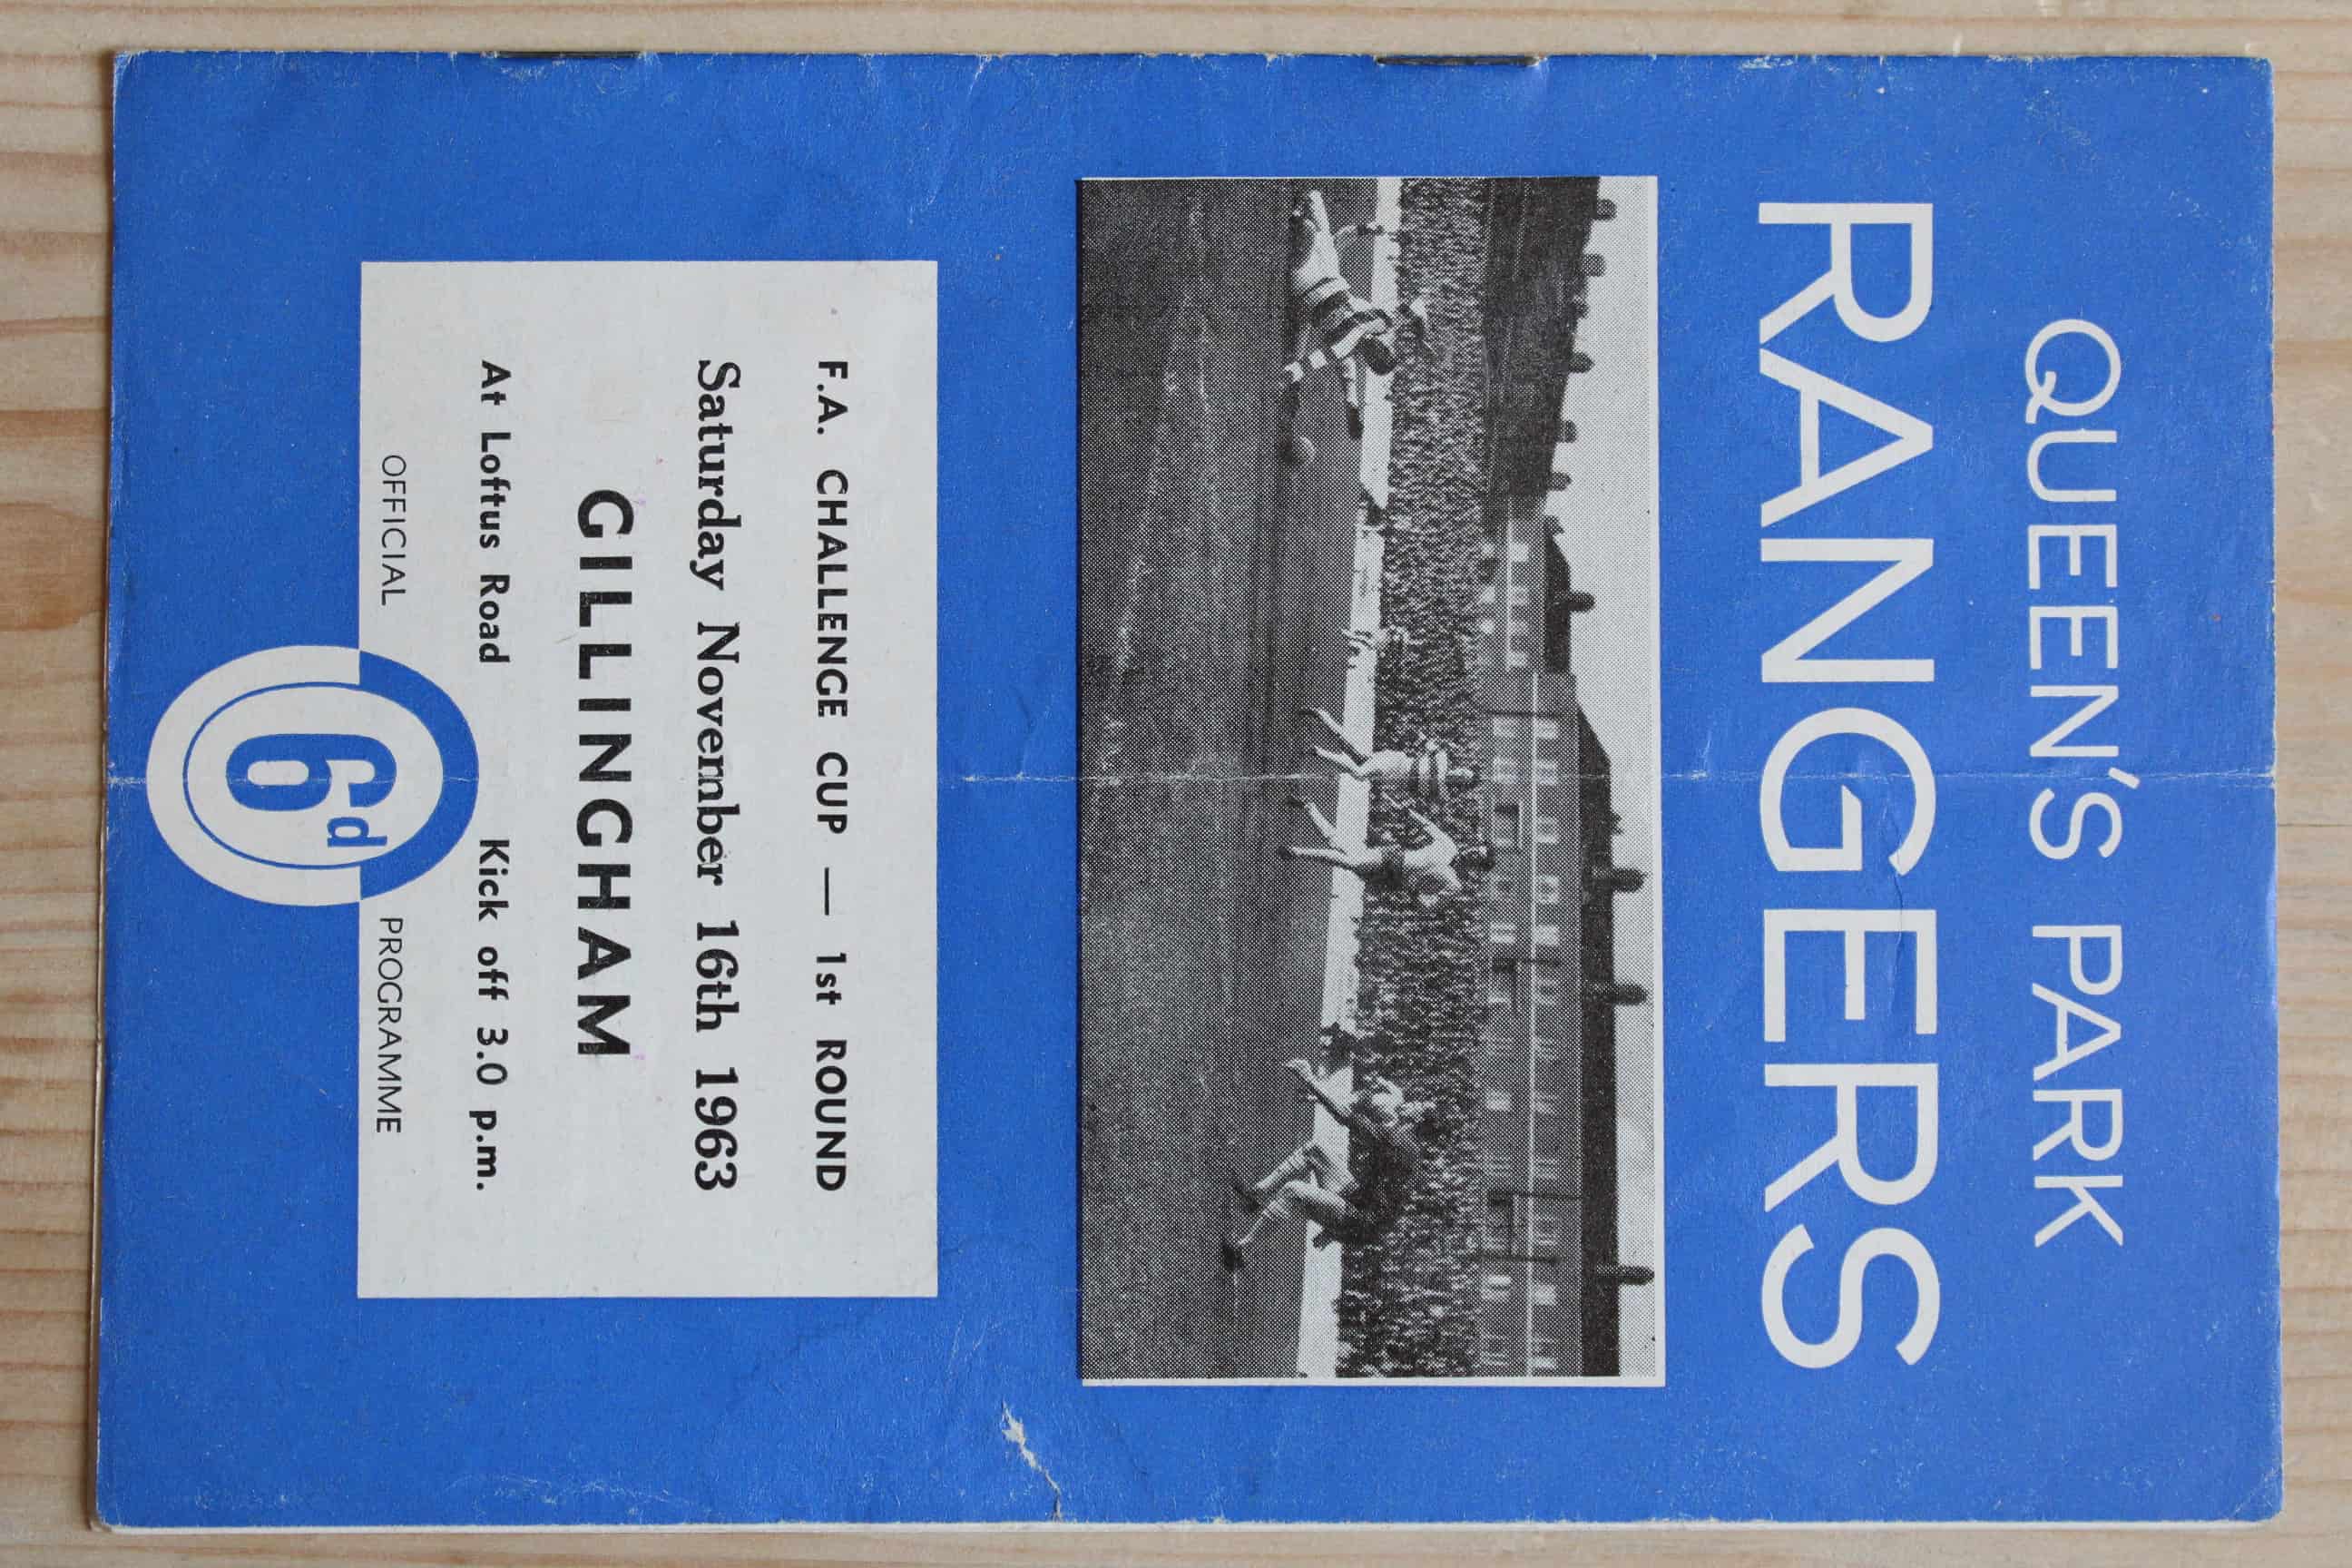 QUEEN'S PARK
RANGERS
F.A. CHALLENGE CUP — 1st ROUND
Saturday November 16th 1963
GILLINGHAM
At Loftus Road Kick off 3.0 p.m.
OFFICIAL 6d PROGRAMME